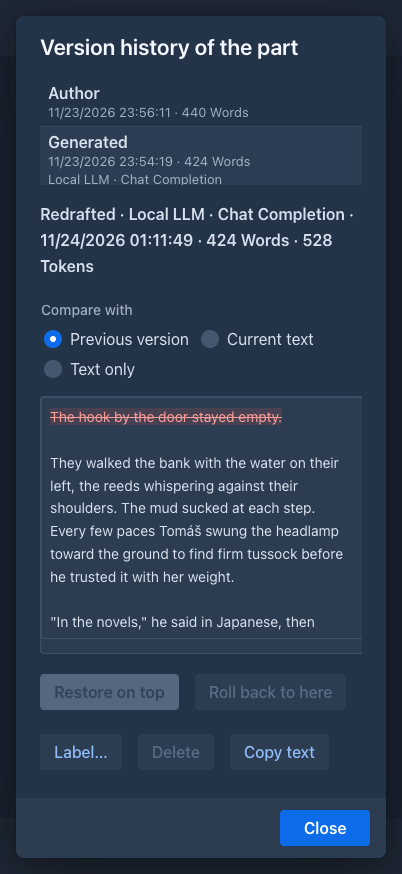 Version history of the part
Author
11/23/2026 23:56:11 · 440 Words
Generated
11/23/2026 23:54:19 · 424 Words
Local LLM · Chat Completion
Redrafted · Local LLM · Chat Completion ·
11/24/2026 01:11:49 · 424 Words · 528
Tokens
Compare with
Previous version
Current text
Text only
The hook by the door stayed empty.
They walked the bank with the water on their
left, the reeds whispering against their
shoulders. The mud sucked at each step.
Every few paces Tomáš swung the headlamp
toward the ground to find firm tussock before
he trusted it with her weight.
"In the novels," he said in Japanese, then
Restore on top
Roll back to here
Label...
Delete
Copy text
Close